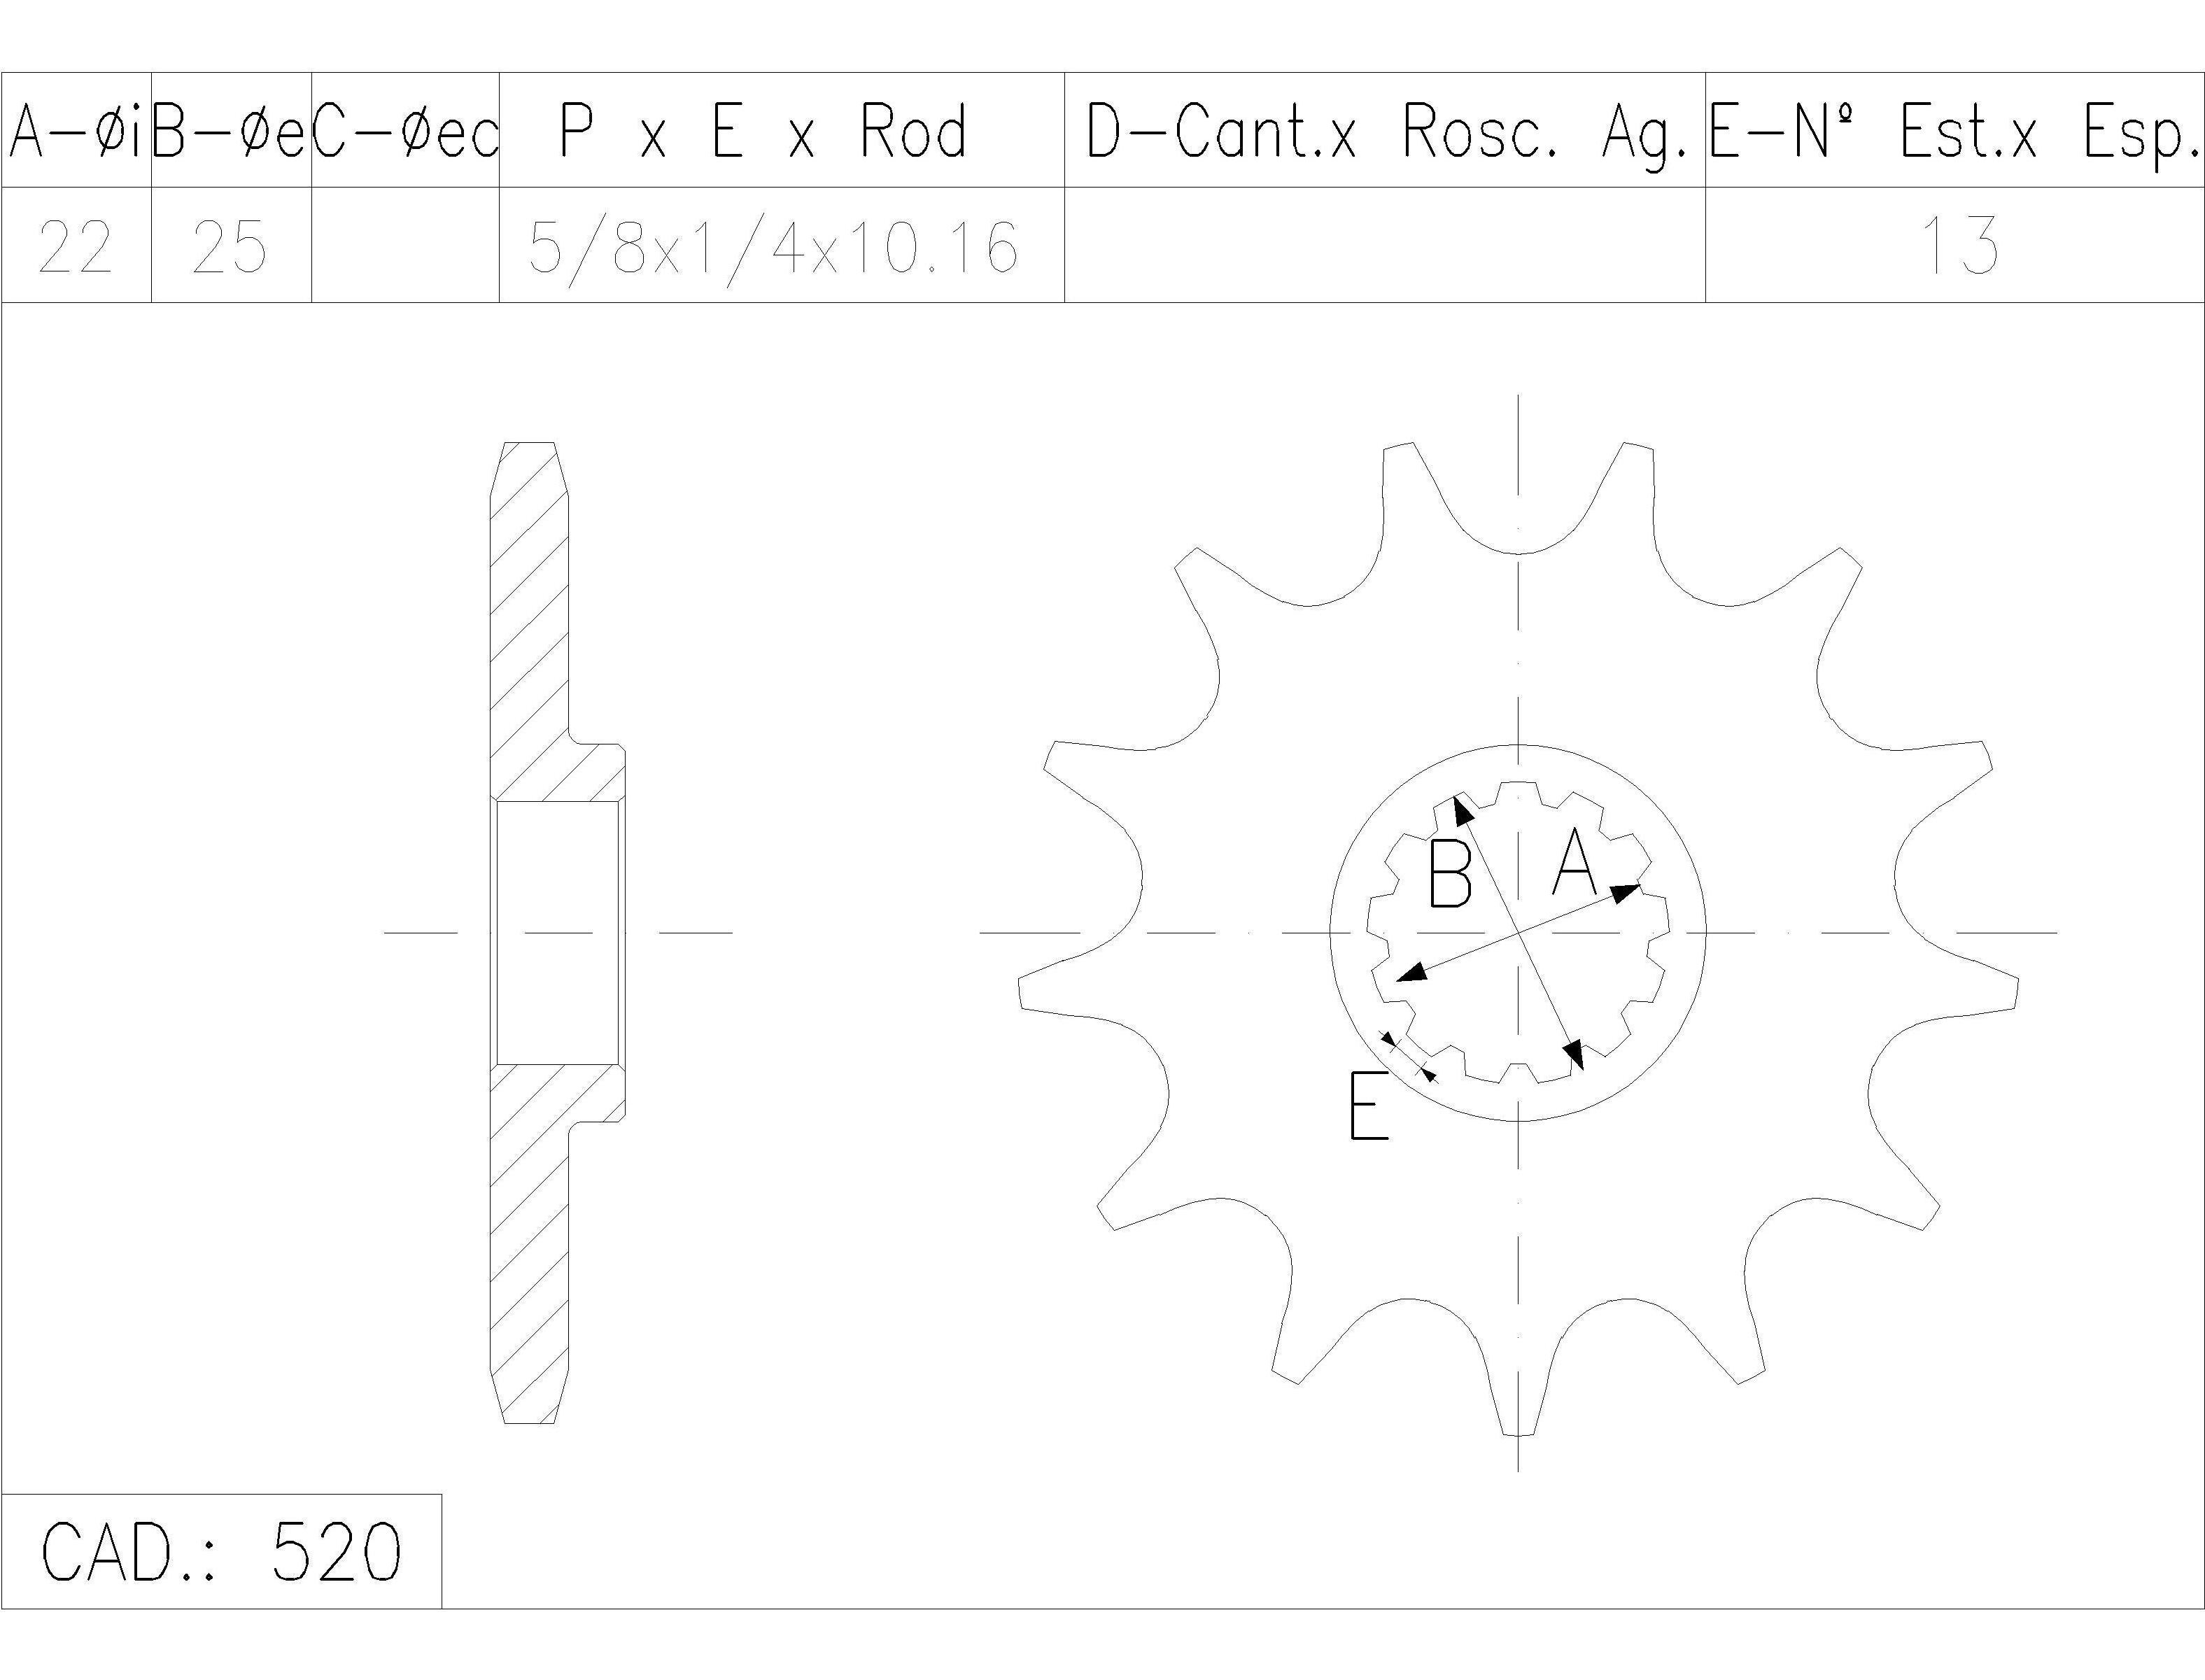 A-øi B-øe C-øec P x E x Rod D-Cant.x Rosc. Ag. E-Nº Est.x Esp.
22 25 5/8x1/4x10.16 13
B A
E
CAD.: 520